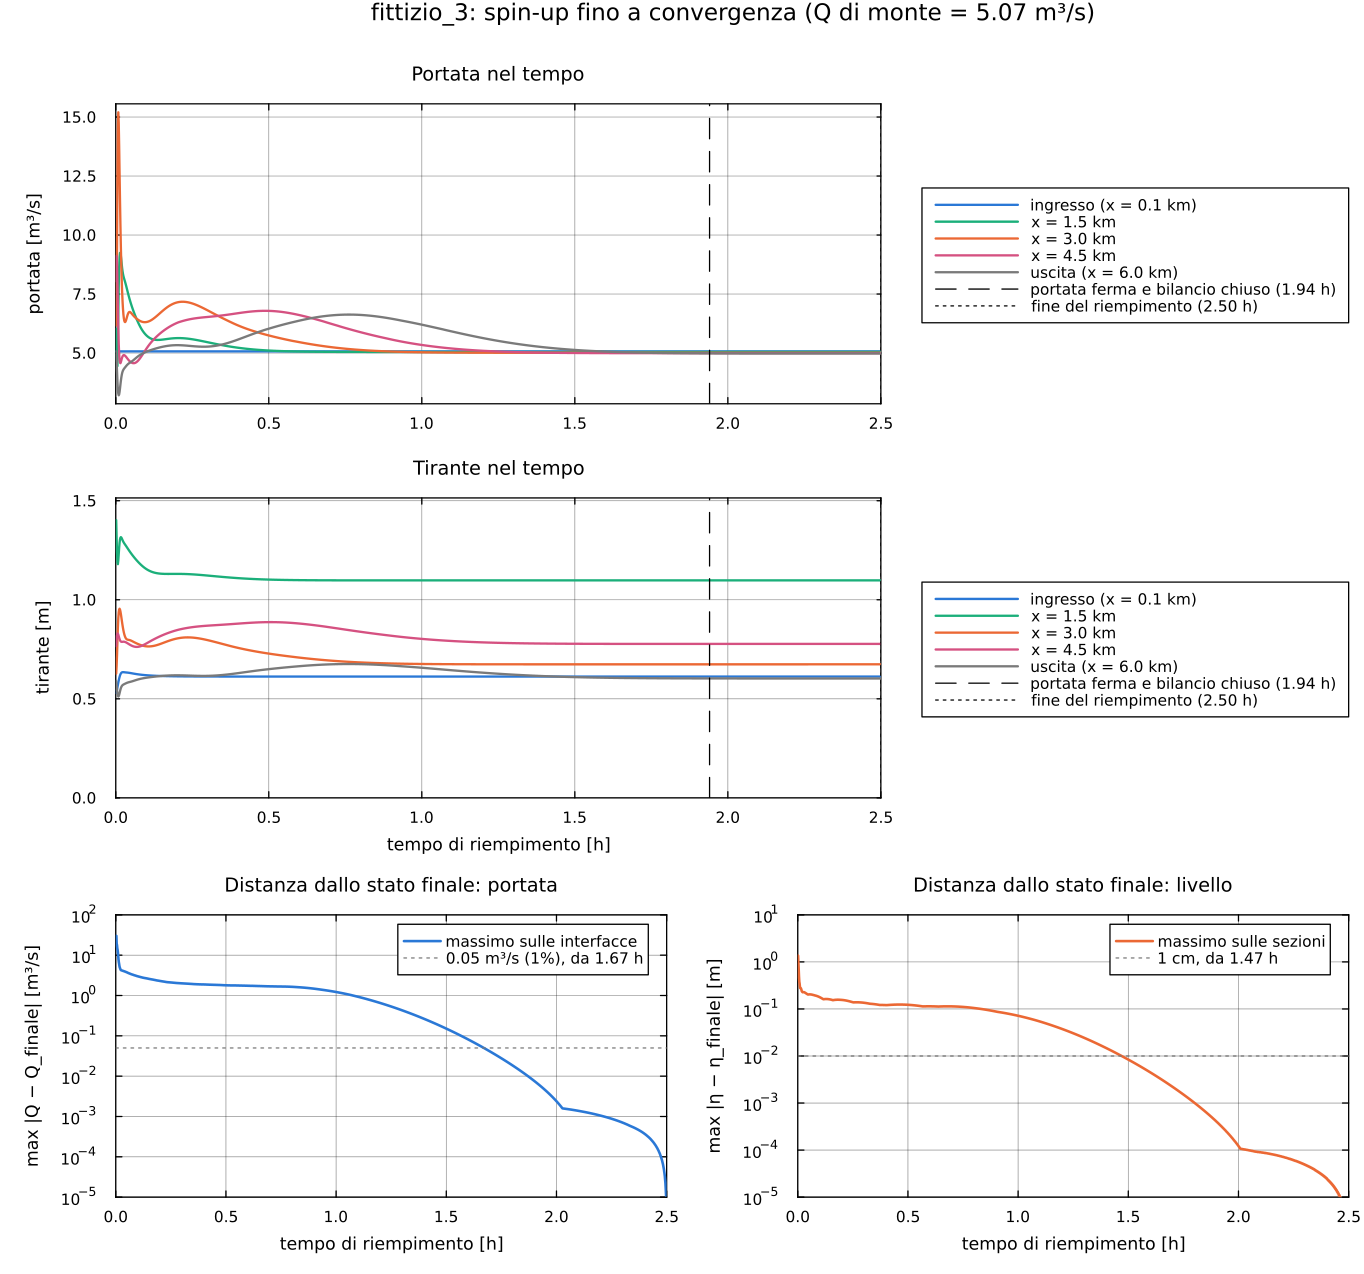 fittizio_3: spin-up fino a convergenza (Q di monte = 5.07 m³/s)
Portata nel tempo
portata [m³/s]
15.0
12.5
10.0
7.5
5.0
0.0 0.5 1.0 1.5 2.0 2.5
ingresso (x = 0.1 km)
x = 1.5 km
x = 3.0 km
x = 4.5 km
uscita (x = 6.0 km)
portata ferma e bilancio chiuso (1.94 h)
fine del riempimento (2.50 h)
Tirante nel tempo
tirante [m]
1.5
1.0
0.5
0.0
0.0 0.5 1.0 1.5 2.0 2.5
tempo di riempimento [h]
ingresso (x = 0.1 km)
x = 1.5 km
x = 3.0 km
x = 4.5 km
uscita (x = 6.0 km)
portata ferma e bilancio chiuso (1.94 h)
fine del riempimento (2.50 h)
Distanza dallo stato finale: portata
max |Q − Q_finale| [m³/s]
10²
10¹
10⁰
10⁻¹
10⁻²
10⁻³
10⁻⁴
10⁻⁵
massimo sulle interfacce
0.05 m³/s (1%), da 1.67 h
0.0 0.5 1.0 1.5 2.0 2.5
tempo di riempimento [h]
Distanza dallo stato finale: livello
max |η − η_finale| [m]
10¹
10⁰
10⁻¹
10⁻²
10⁻³
10⁻⁴
10⁻⁵
massimo sulle sezioni
1 cm, da 1.47 h
0.0 0.5 1.0 1.5 2.0 2.5
tempo di riempimento [h]